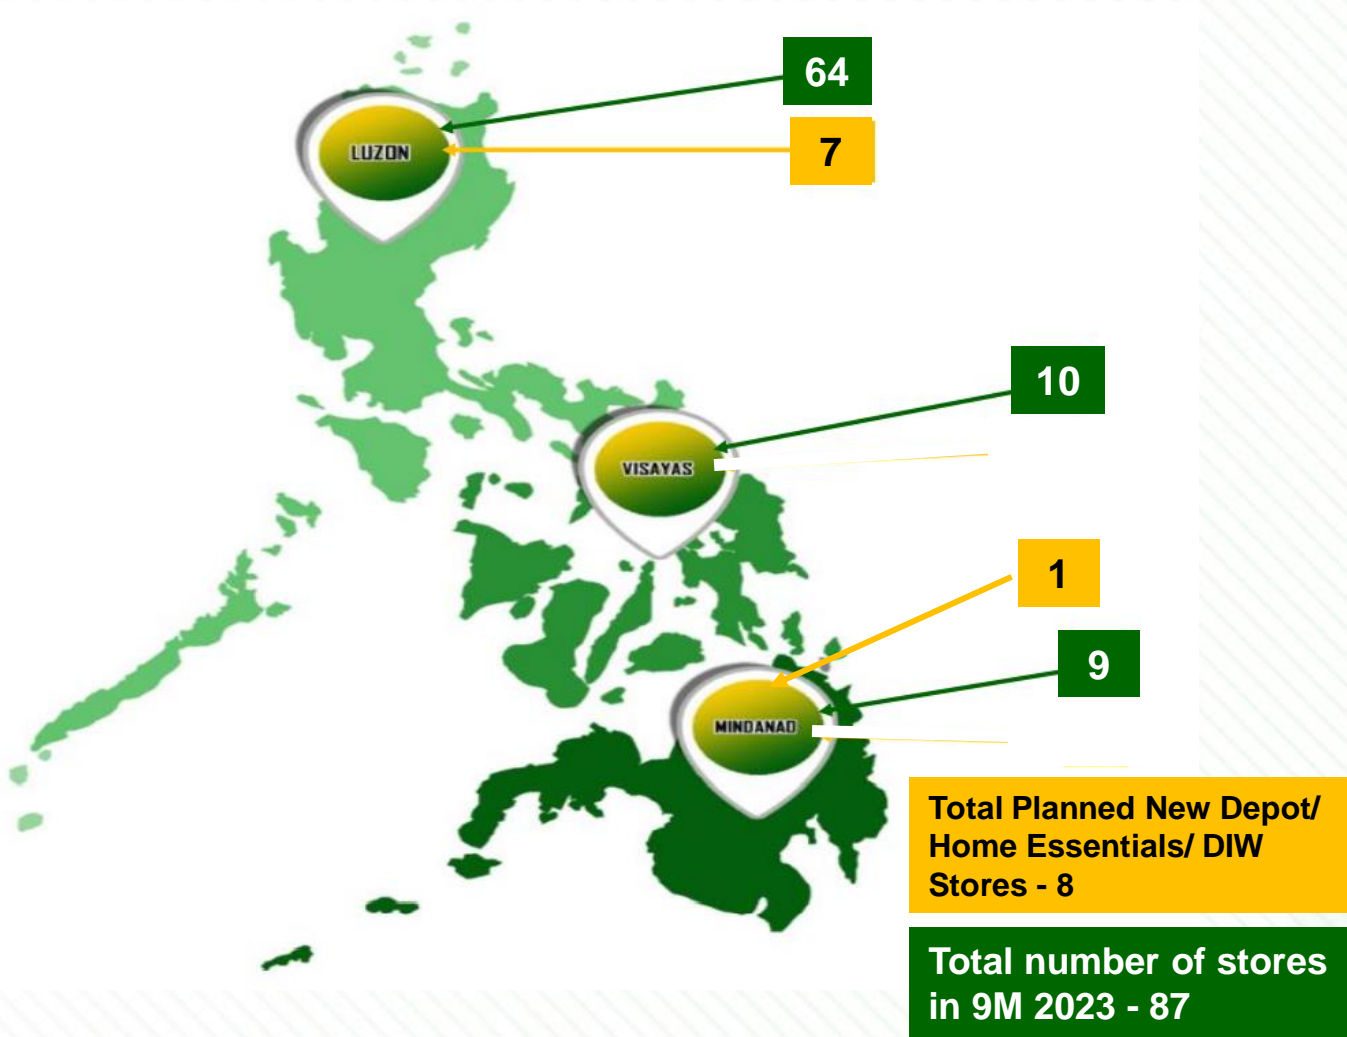 64
LUZON
7
10
VISAYAS
1
9
MINDANAO
Total Planned New Depot/
Home Essentials/ DIW
Stores - 8
Total number of stores
in 9M 2023 - 87